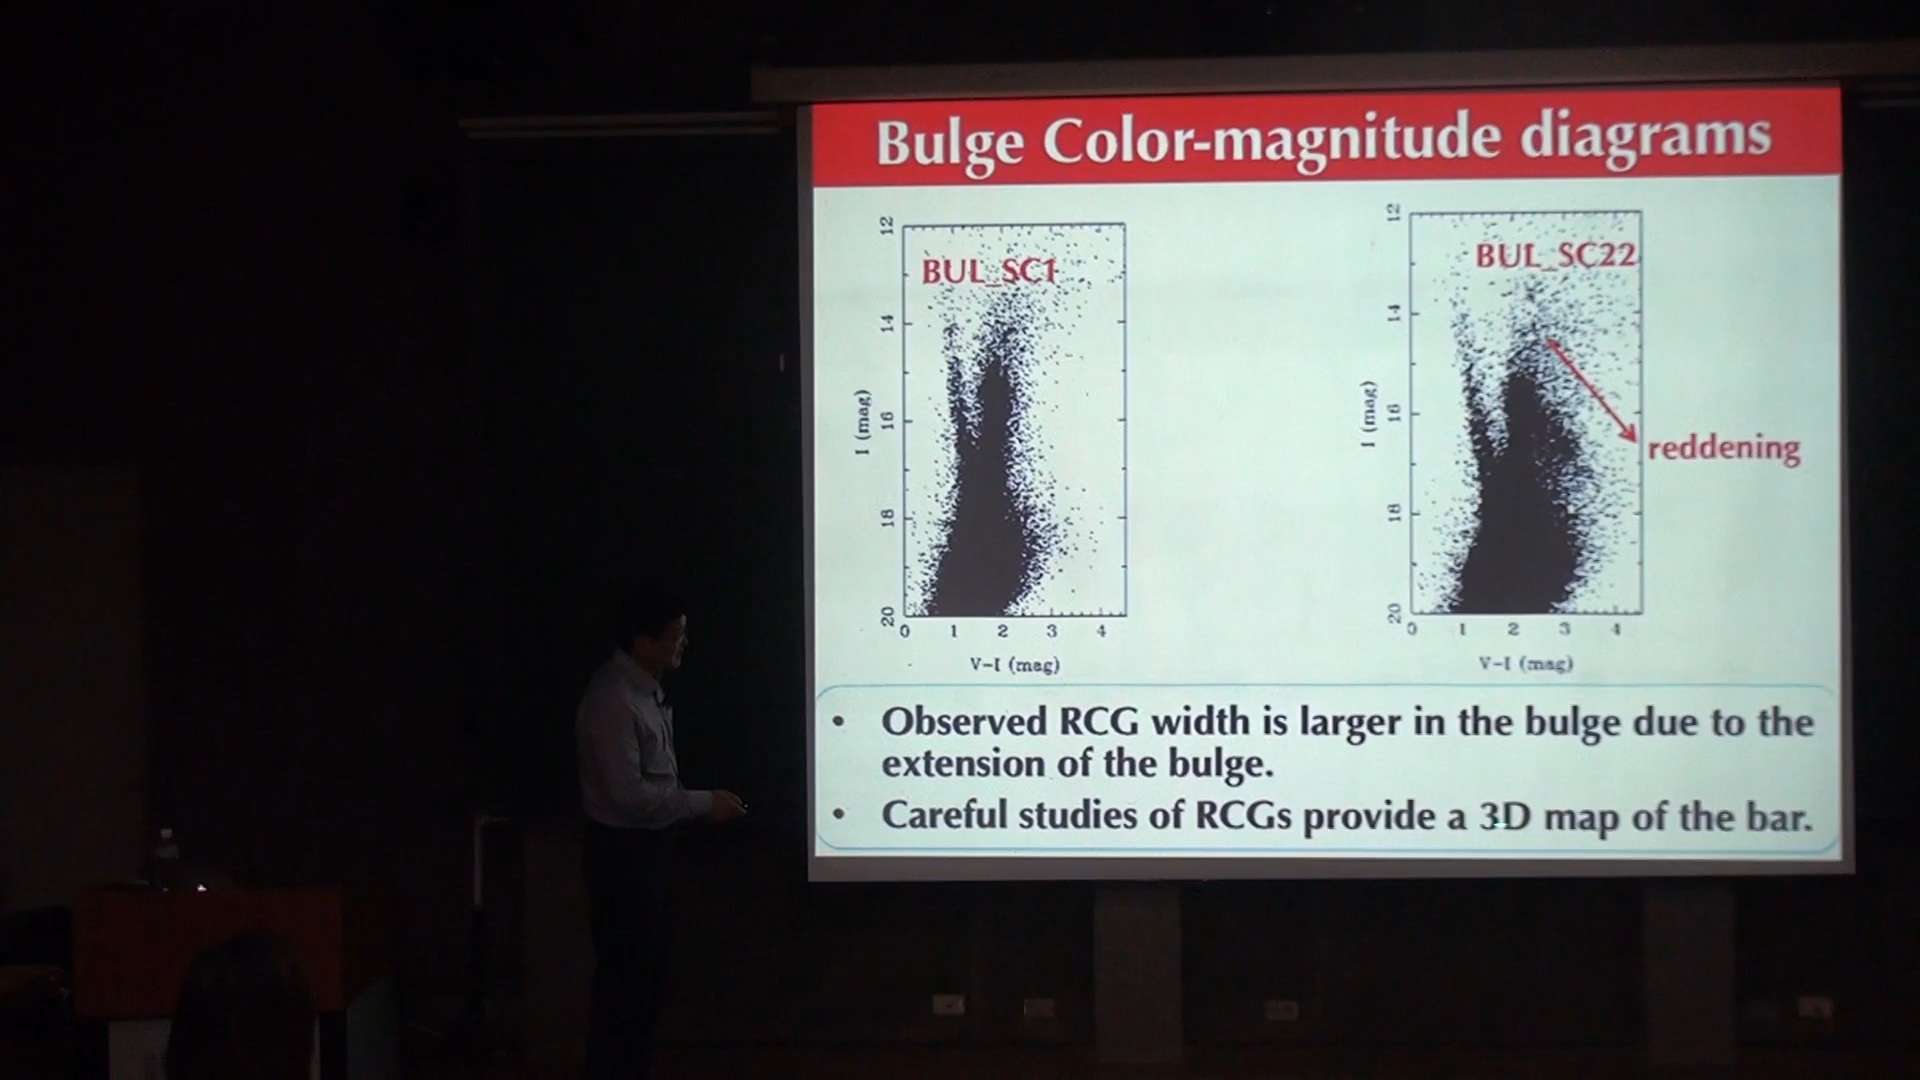 Bulge Color-magnitude diagrams
BUL_SC1
12
14
16
18
20
I (mag)
0 1 2 3 4
V-I (mag)
BUL_SC22
12
14
16
18
20
I (mag)
reddening
0 1 2 3 4
V-I (mag)
• Observed RCG width is larger in the bulge due to the
extension of the bulge.
• Careful studies of RCGs provide a 3D map of the bar.